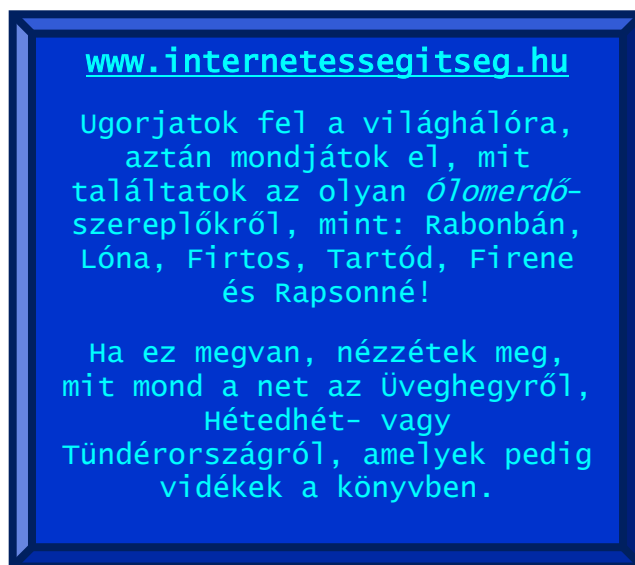 www.internetessegitseg.hu
Ugorjatok fel a világhálóra,
aztán mondjátok el, mit
találtatok az olyan Ólomerdő-
szereplőkről, mint: Rabonbán,
Lóna, Firtos, Tartód, Firene
és Rapsonné!
Ha ez megvan, nézzétek meg,
mit mond a net az Üveghegyről,
Hétedhét- vagy
Tündérországról, amelyek pedig
vidékek a könyvben.